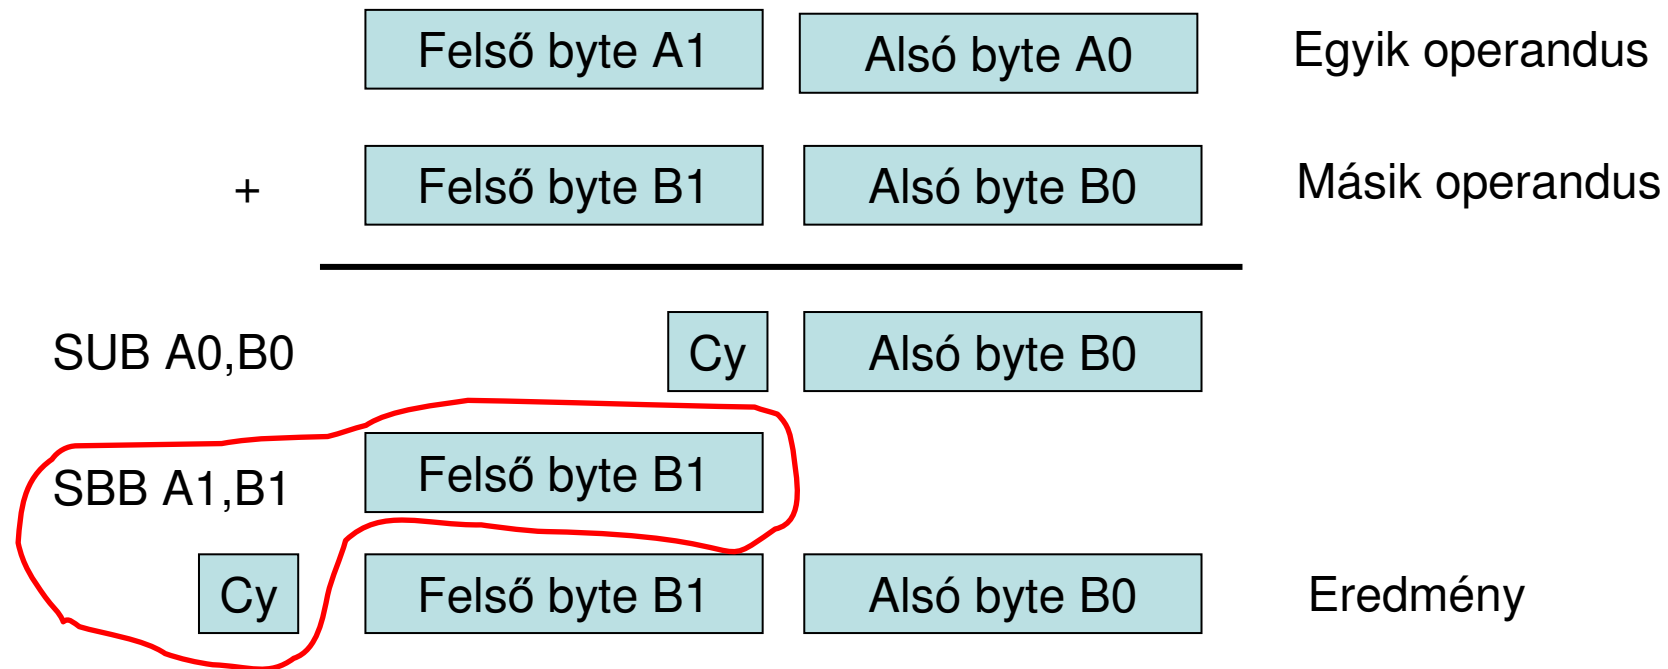 Felső byte A1 Alsó byte A0 Egyik operandus
+ Felső byte B1 Alsó byte B0 Másik operandus
SUB A0,B0 Cy Alsó byte B0
SBB A1,B1 Felső byte B1
Cy Felső byte B1 Alsó byte B0 Eredmény